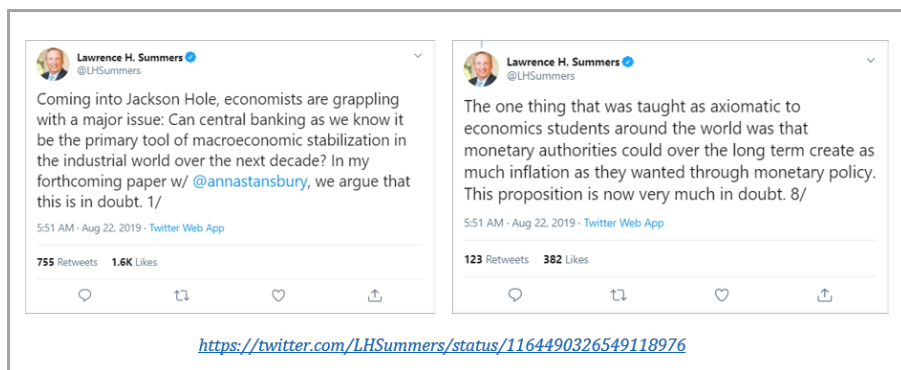 Lawrence H. Summers
@LHSummers
Coming into Jackson Hole, economists are grappling
with a major issue: Can central banking as we know it
be the primary tool of macroeconomic stabilization in
the industrial world over the next decade? In my
forthcoming paper w/ @annastansbury, we argue that
this is in doubt. 1/
5:51 AM · Aug 22, 2019 · Twitter Web App
755 Retweets 1.6K Likes
Lawrence H. Summers
@LHSummers
The one thing that was taught as axiomatic to
economics students around the world was that
monetary authorities could over the long term create as
much inflation as they wanted through monetary policy.
This proposition is now very much in doubt. 8/
5:51 AM · Aug 22, 2019 · Twitter Web App
123 Retweets 382 Likes
https://twitter.com/LHSummers/status/1164490326549118976